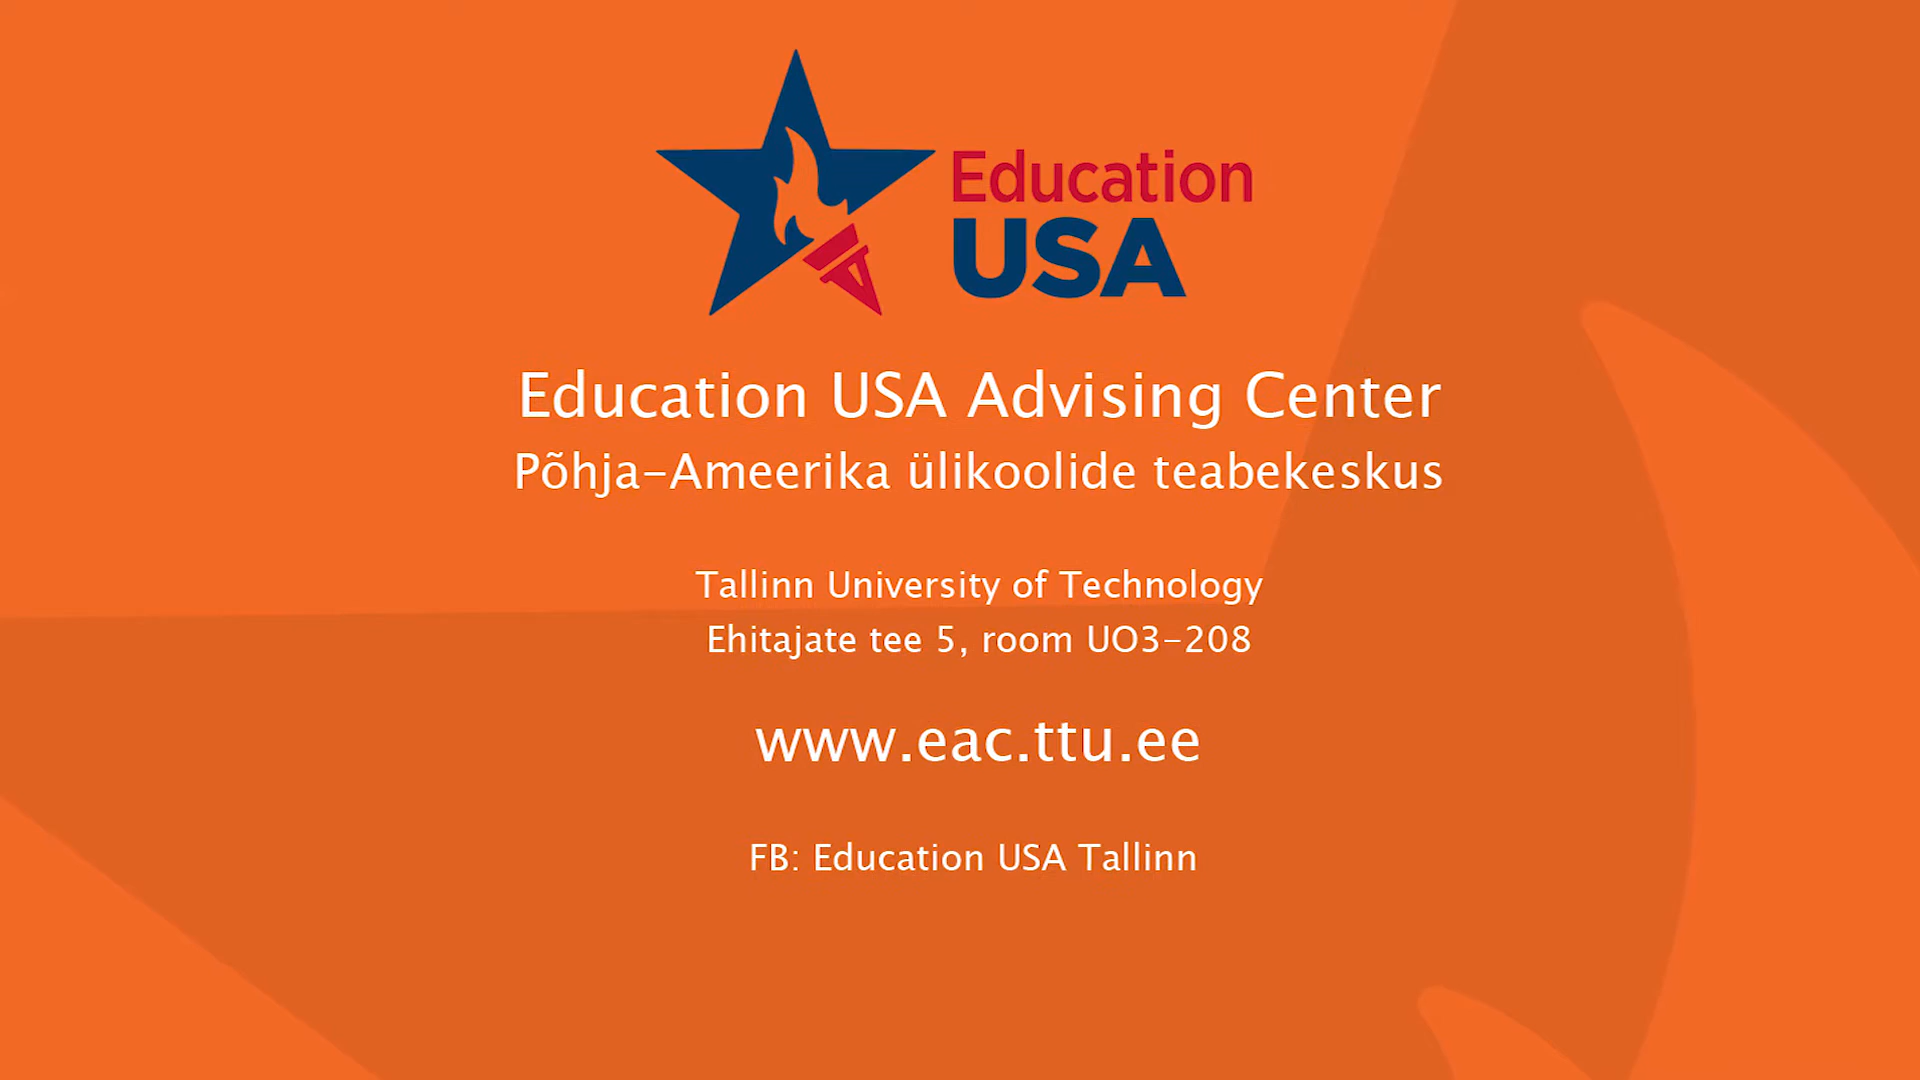 Education
USA
Education USA Advising Center
Põhja-Ameerika ülikoolide teabekeskus
Tallinn University of Technology
Ehitajate tee 5, room UO3-208
www.eac.ttu.ee
FB: Education USA Tallinn